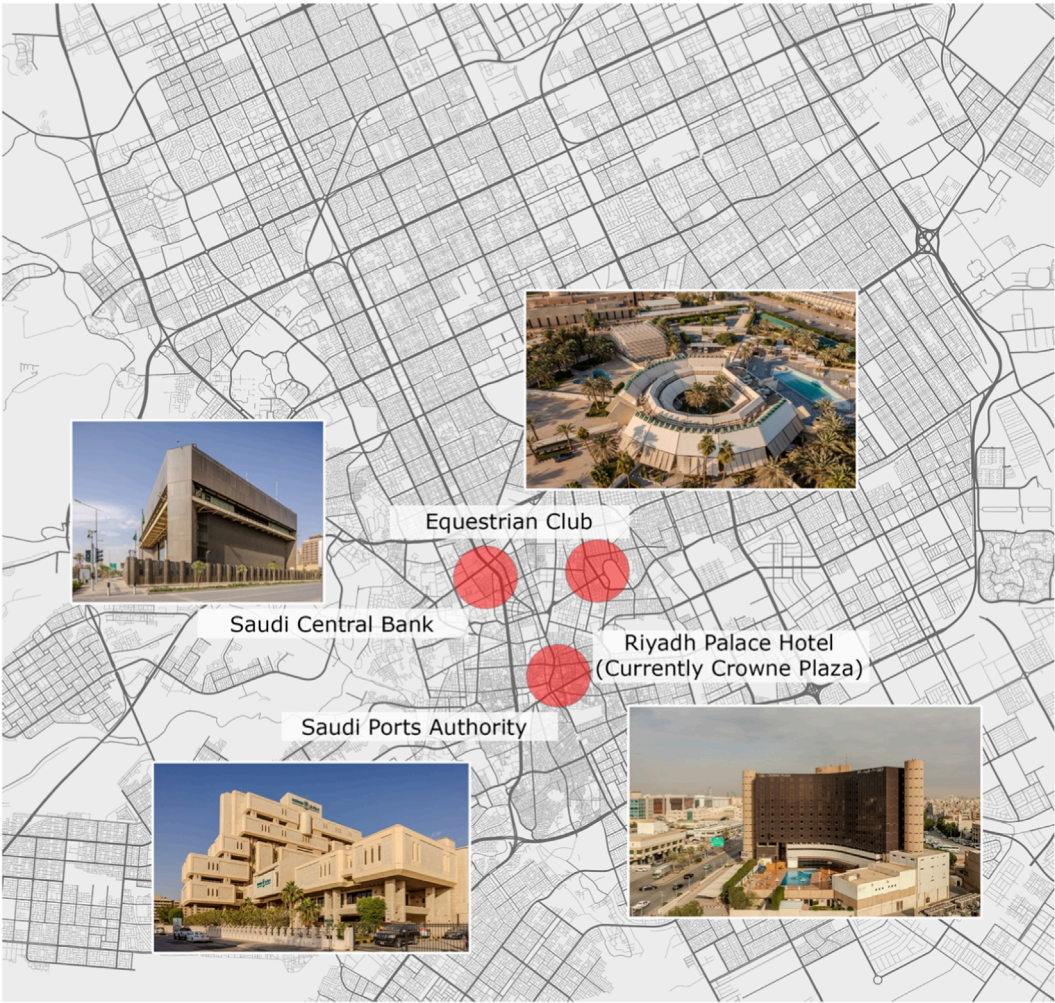 Equestrian Club
Saudi Central Bank
Riyadh Palace Hotel
(Currently Crowne Plaza)
Saudi Ports Authority